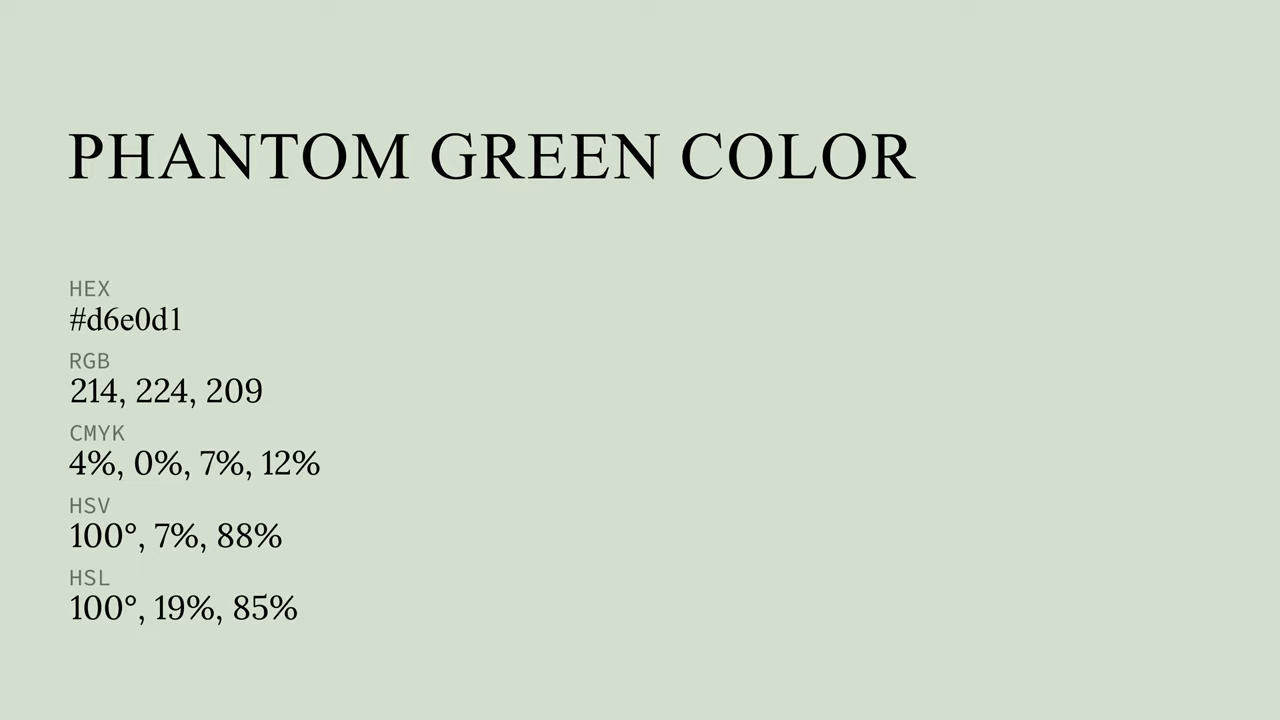 PHANTOM GREEN COLOR
HEX
#d6e0d1
RGB
214, 224, 209
CMYK
4%, 0%, 7%, 12%
HSV
100°, 7%, 88%
HSL
100°, 19%, 85%